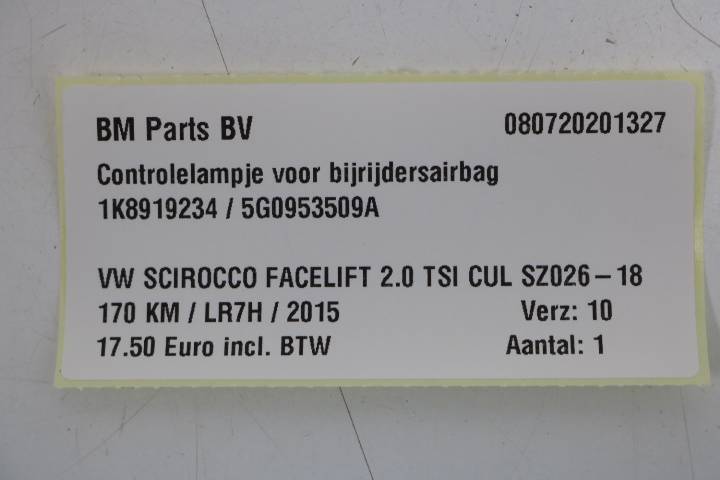 BM Parts BV 080720201327
Controlelampje voor bijrijdersairbag
1K8919234 / 5G0953509A
VW SCIROCCO FACELIFT 2.0 TSI CUL SZ026-18
170 KM / LR7H / 2015 Verz: 10
17.50 Euro incl. BTW Aantal: 1